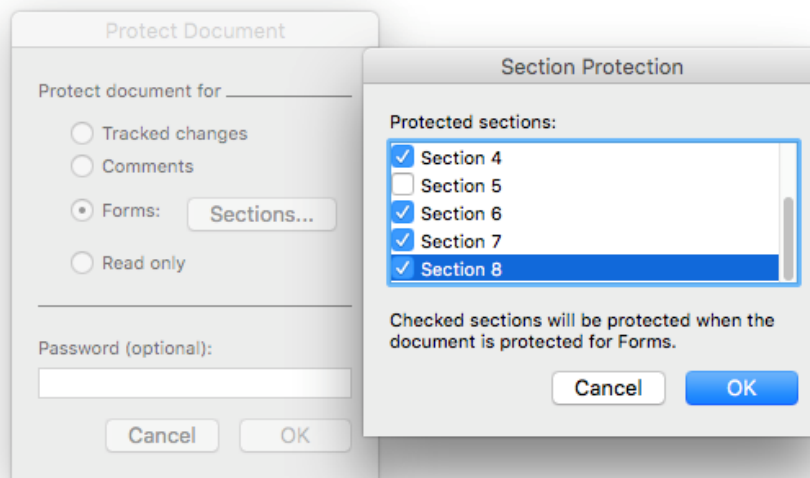 Protect Document
Protect document for
Tracked changes
Comments
Forms:
Sections...
Read only
Password (optional):
Cancel
OK
Section Protection
Protected sections:
Section 4
Section 5
Section 6
Section 7
Section 8
Checked sections will be protected when the
document is protected for Forms.
Cancel
OK